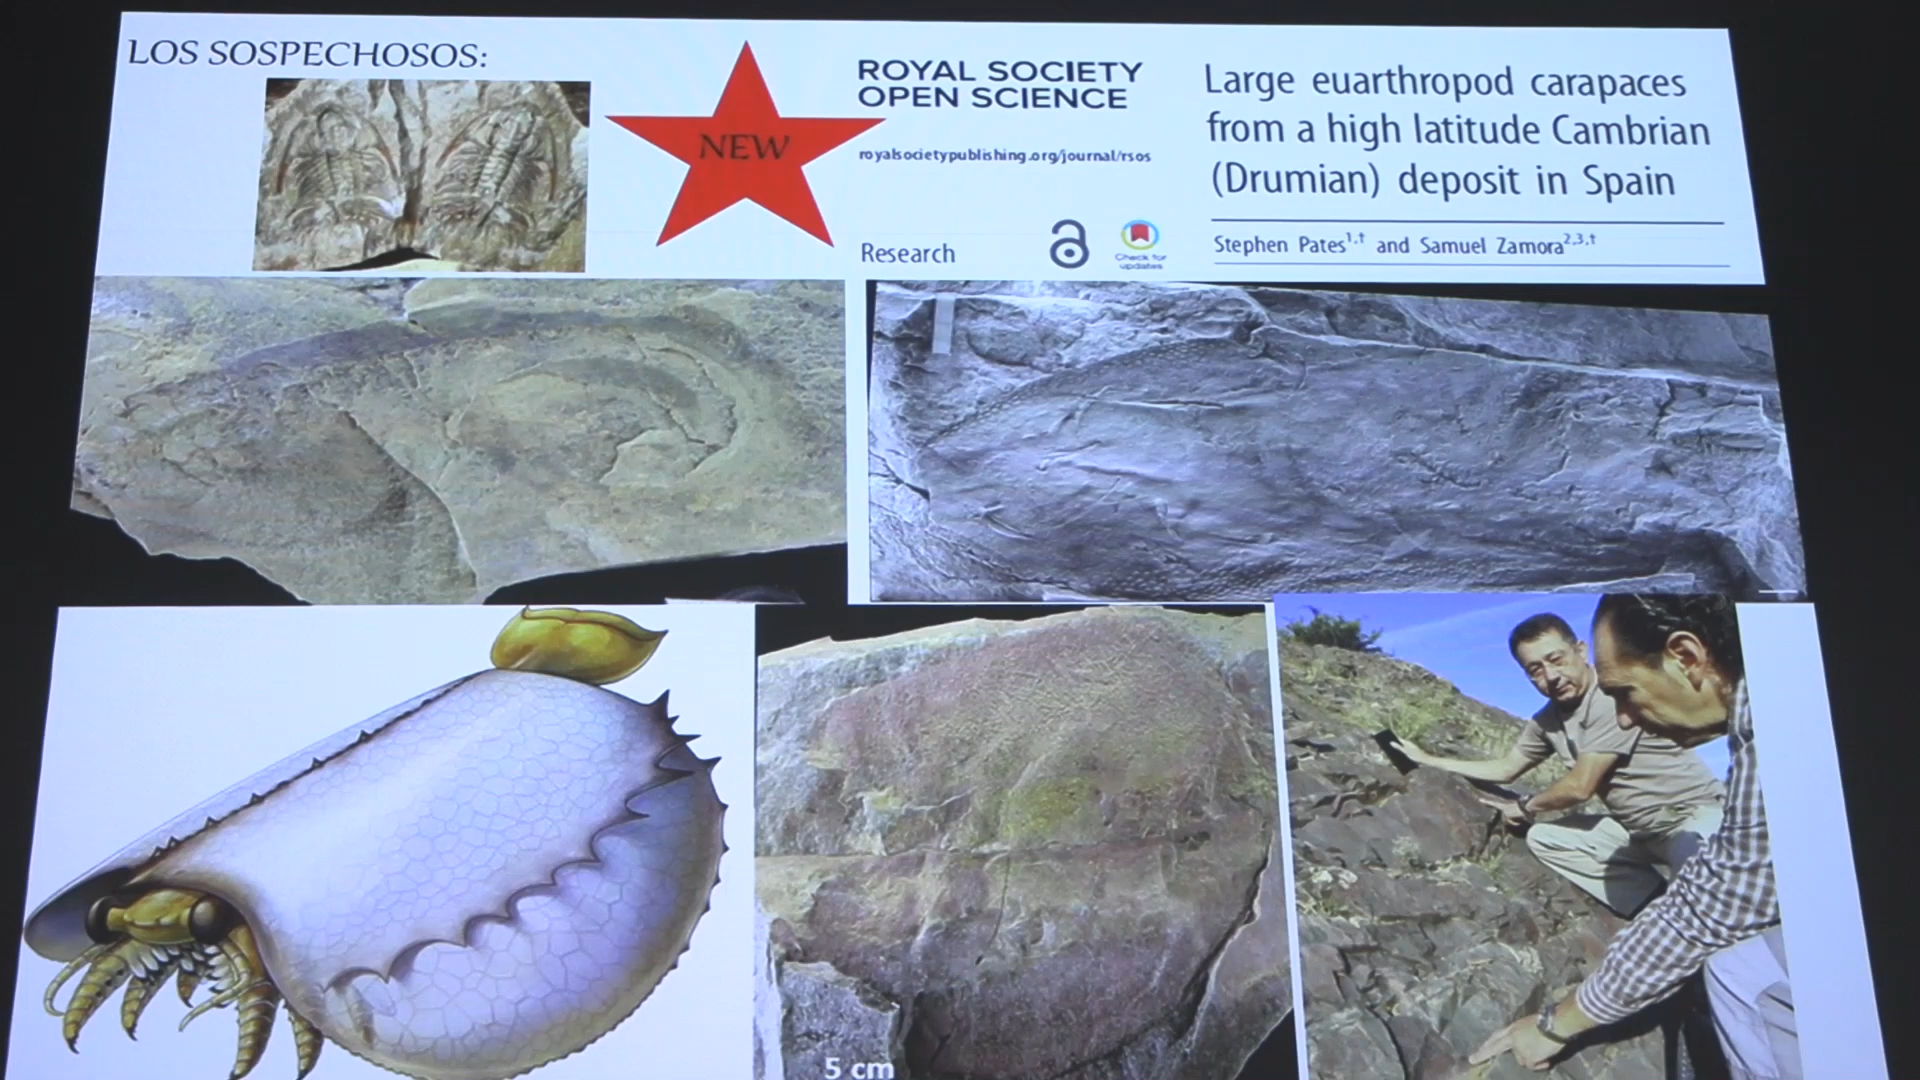 LOS SOSPECHOSOS:
NEW
ROYAL SOCIETY
OPEN SCIENCE
royalsocietypublishing.org/journal/rsos
Research
Check for
updates
Large euarthropod carapaces
from a high latitude Cambrian
(Drumian) deposit in Spain
Stephen Pates1,† and Samuel Zamora2,3,†
5 cm